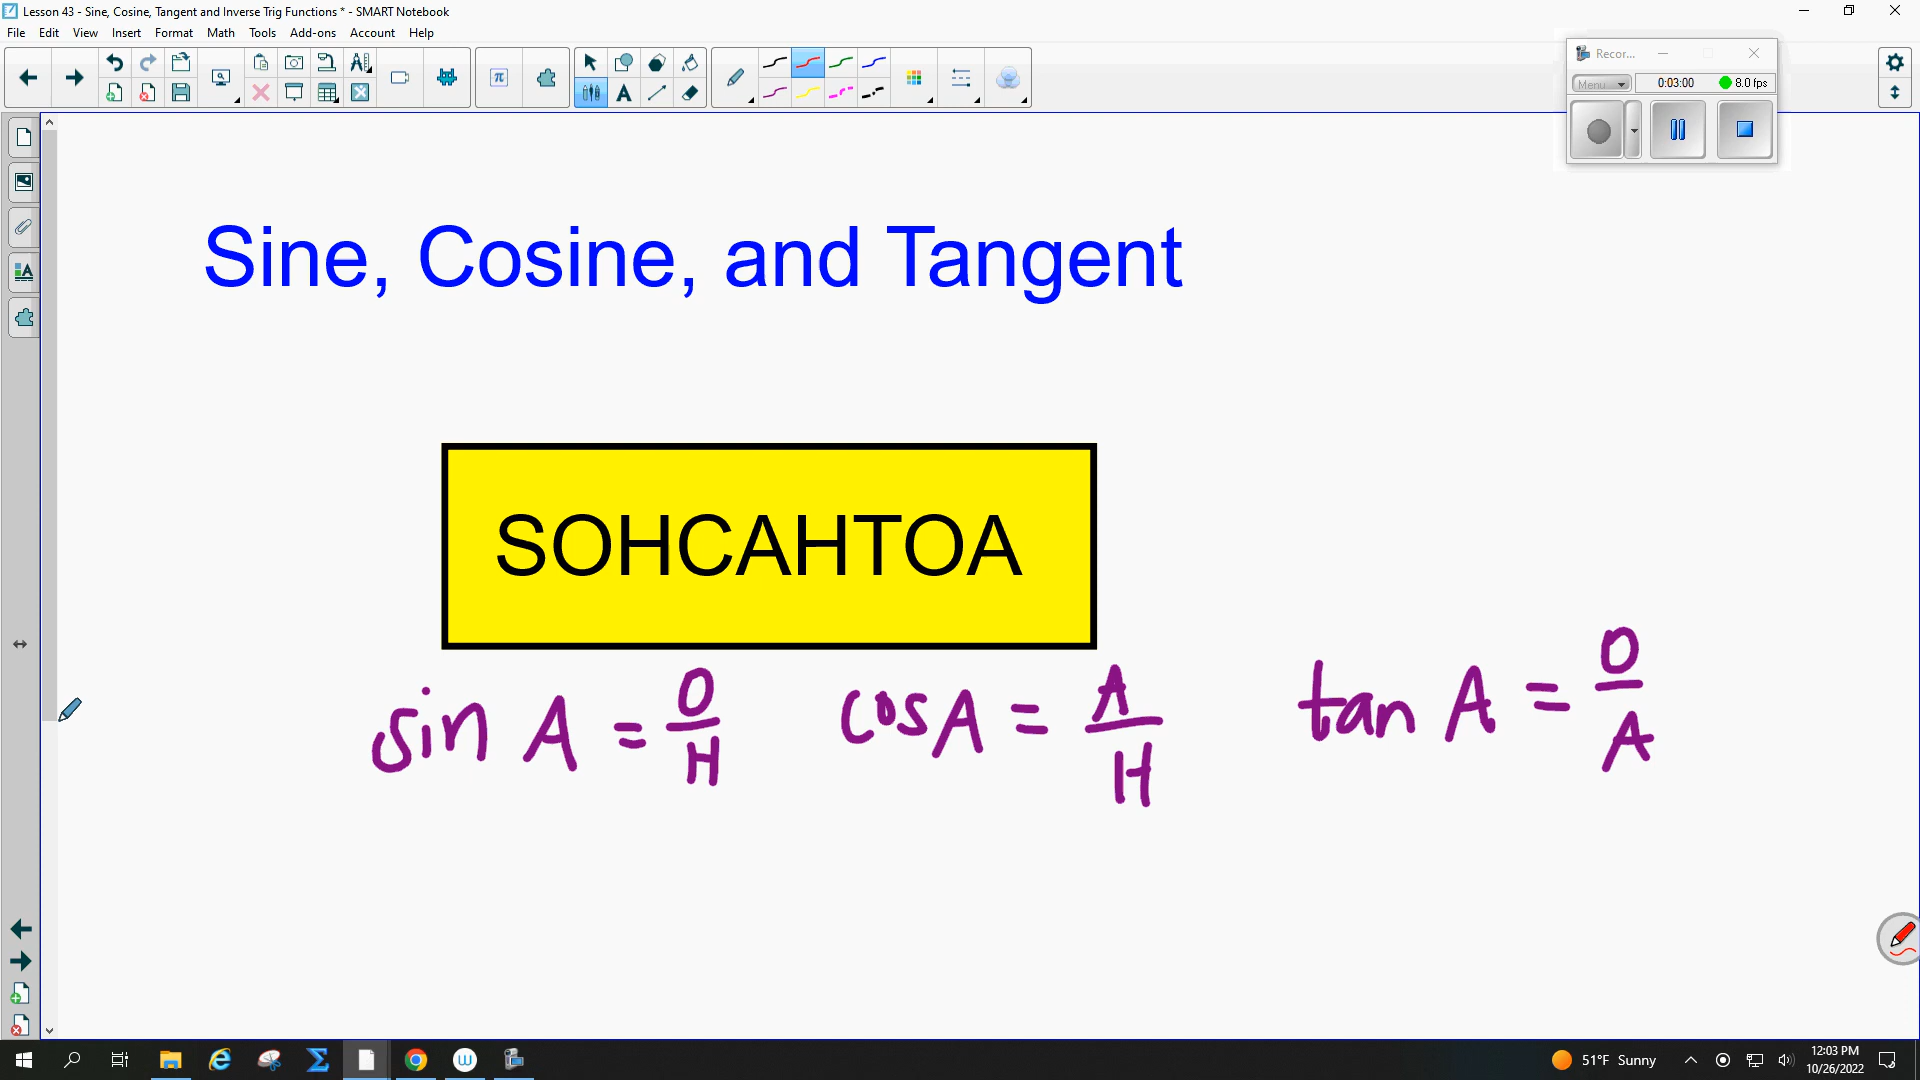 Lesson 43 - Sine, Cosine, Tangent and Inverse Trig Functions * - SMART Notebook
File Edit View Insert Format Math Tools Add-ons Account Help
Recor...
Menu 0:03:00 8.0 fps
Sine, Cosine, and Tangent
SOHCAHTOA
sin A = O/H cos A = A/H tan A = O/A
51°F Sunny
12:03 PM
10/26/2022